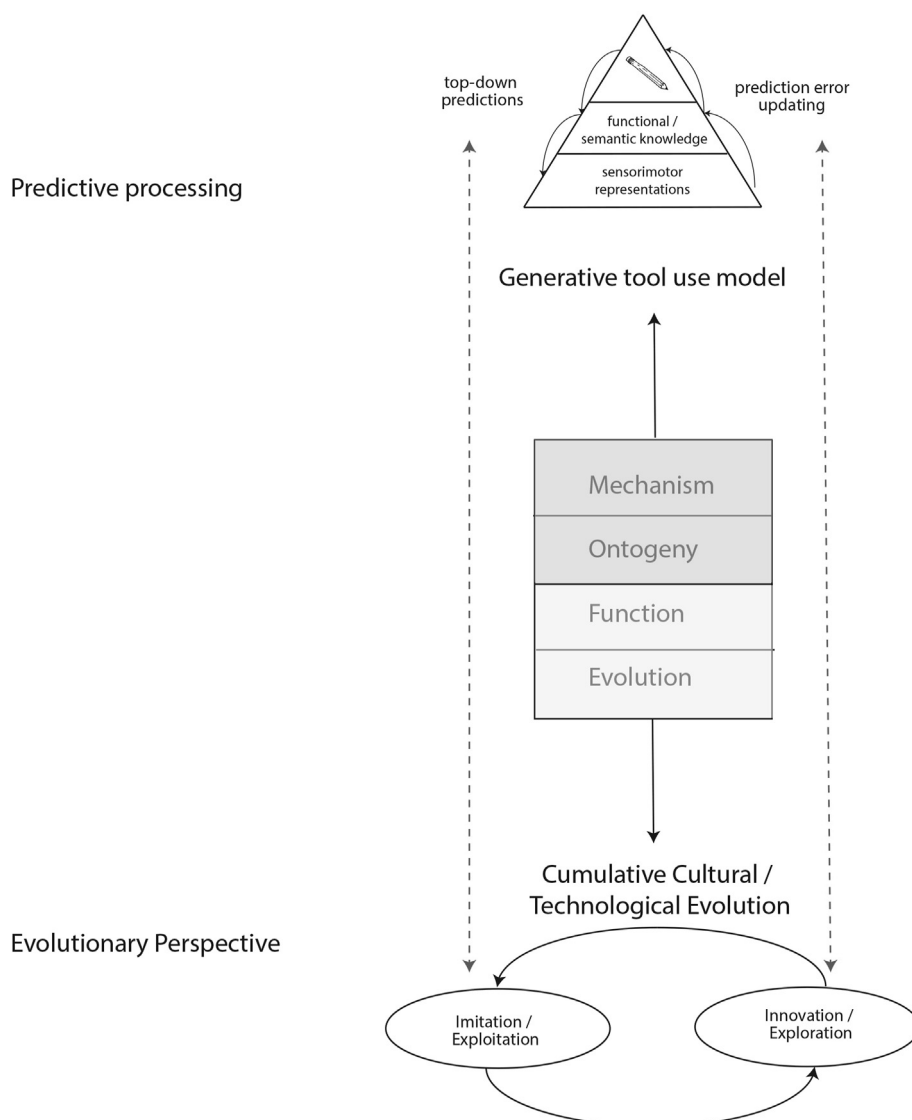 top-down
predictions
prediction error
updating
functional /
semantic knowledge
sensorimotor
representations
Predictive processing
Generative tool use model
Mechanism
Ontogeny
Function
Evolution
Cumulative Cultural /
Technological Evolution
Evolutionary Perspective
Imitation /
Exploitation
Innovation /
Exploration